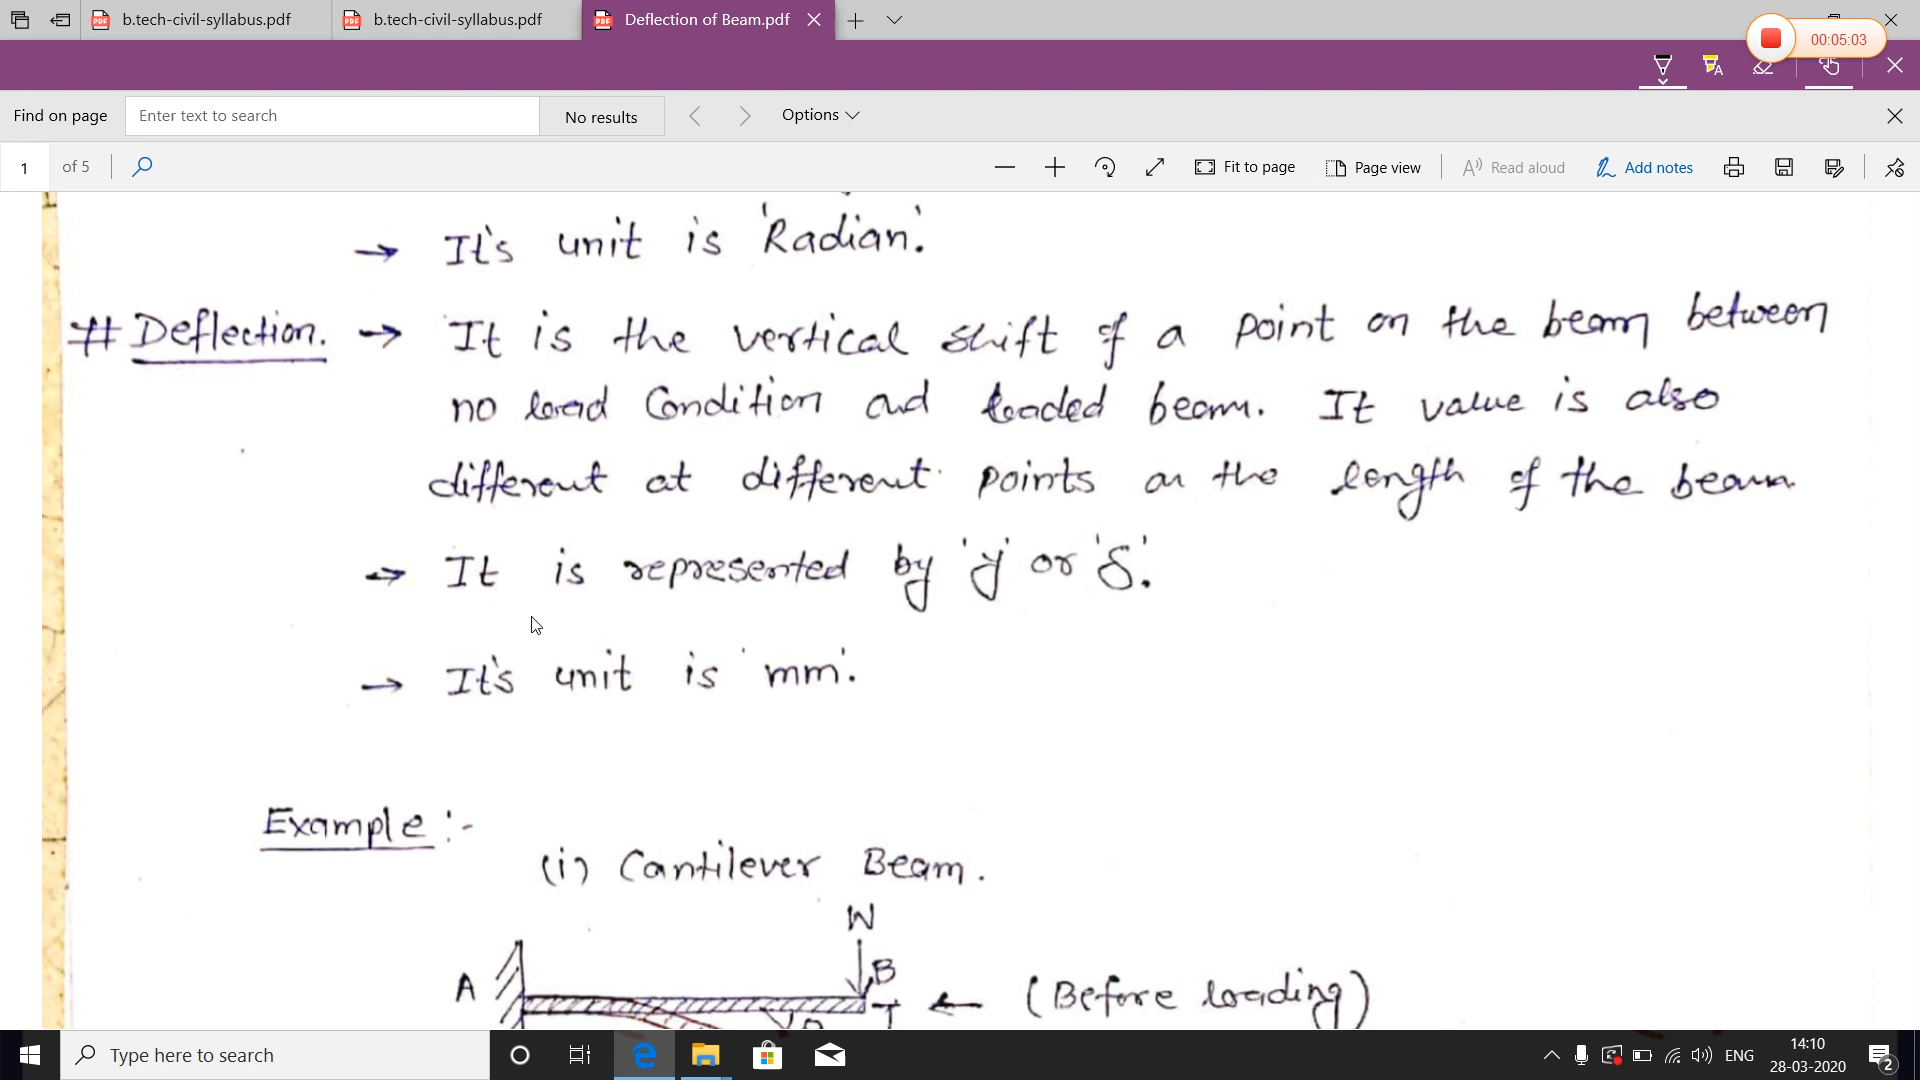 b.tech-civil-syllabus.pdf
b.tech-civil-syllabus.pdf
Deflection of Beam.pdf
00:05:03
Find on page
Enter text to search
No results
Options
1 of 5
Fit to page
Page view
Read aloud
Add notes
→ It's unit is 'Radian'.
# Deflection. → It is the vertical shift of a point on the beam between
no load Condition and loaded beam. It value is also
different at different points on the length of the beam
→ It is represented by 'y' or 'δ'.
→ It's unit is 'mm'.
Example :-
(i) Cantilever Beam.
W
A
B
← (Before loading)
Type here to search
ENG
14:10
28-03-2020
2